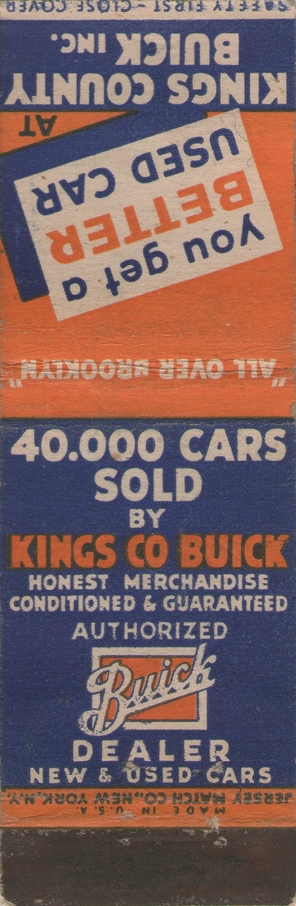 SAFETY FIRST - CLOSE COVER
KINGS COUNTY
BUICK INC.
AT
you get a
BETTER
USED CAR
"ALL OVER BROOKLYN"
40.000 CARS
SOLD
BY
KINGS CO BUICK
HONEST MERCHANDISE
CONDITIONED & GUARANTEED
AUTHORIZED
Buick
DEALER
NEW & USED CARS
MADE IN U.S.A.
JERSEY MATCH CO., NEW YORK, N.Y.